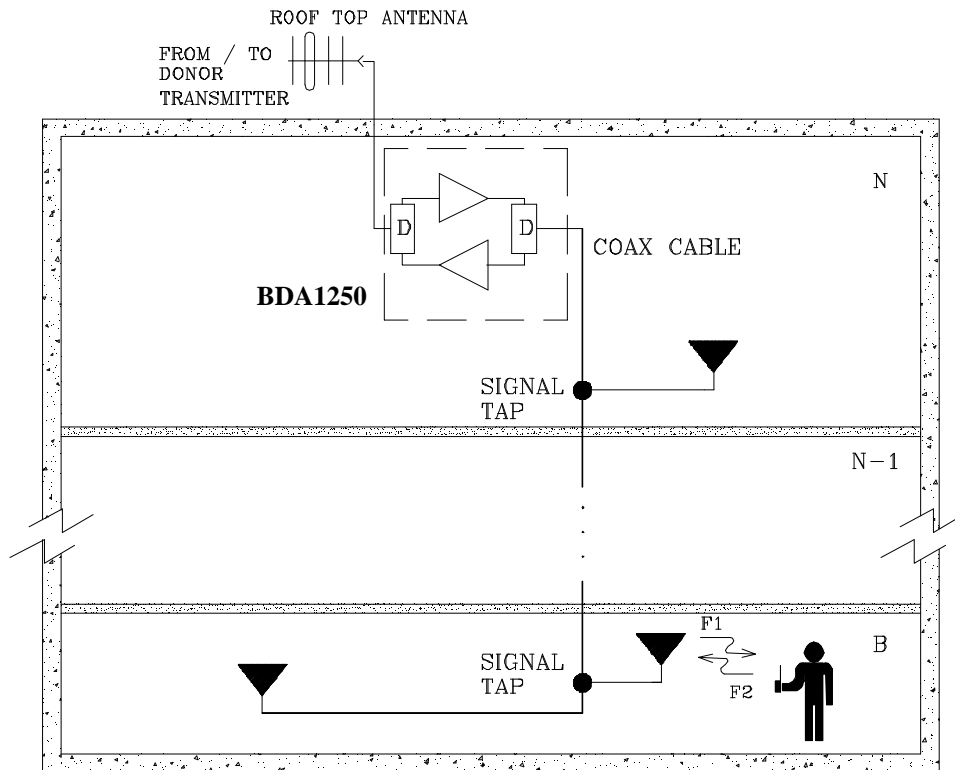 ROOF TOP ANTENNA
FROM / TO
DONOR
TRANSMITTER
N
D
D
COAX CABLE
BDA1250
SIGNAL
TAP
N-1
F1
B
SIGNAL
TAP
F2